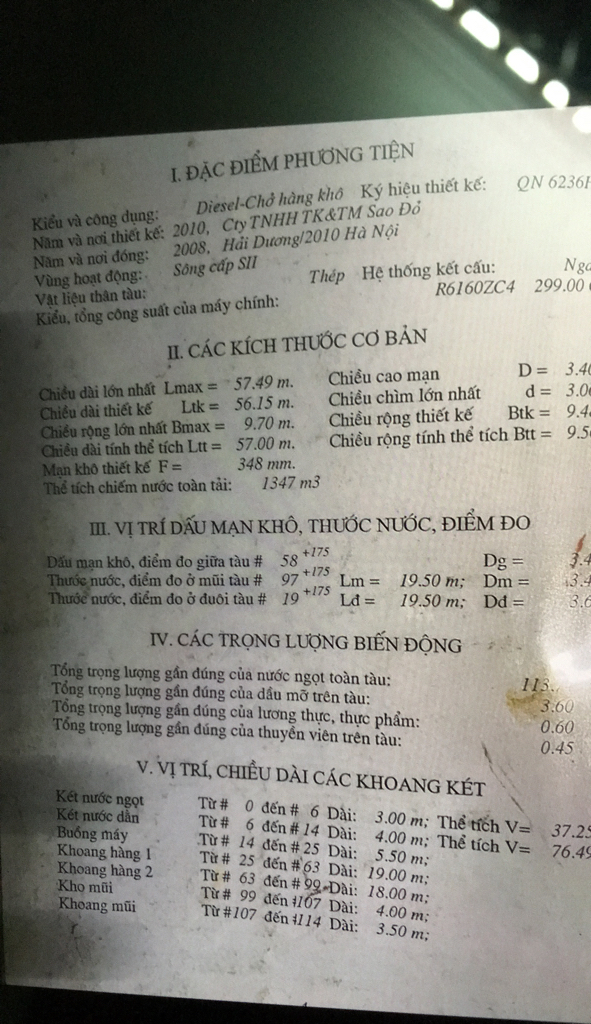 I. ĐẶC ĐIỂM PHƯƠNG TIỆN
Kiểu và công dụng: Diesel-Chở hàng khô Ký hiệu thiết kế: QN 6236H
Năm và nơi thiết kế: 2010, Cty TNHH TK&TM Sao Đỏ
Năm và nơi đóng: 2008, Hải Dương/2010 Hà Nội
Vùng hoạt động: Sông cấp SII
Vật liệu thân tàu: Thép Hệ thống kết cấu:
Kiểu, tổng công suất của máy chính: R6160ZC4 299.00
II. CÁC KÍCH THƯỚC CƠ BẢN
Chiều dài lớn nhất Lmax = 57.49 m. Chiều cao mạn D =
Chiều dài thiết kế Ltk = 56.15 m. Chiều chìm lớn nhất d =
Chiều rộng lớn nhất Bmax = 9.70 m. Chiều rộng thiết kế Btk =
Chiều dài tính thể tích Ltt = 57.00 m. Chiều rộng tính thể tích Btt =
Mạn khô thiết kế F = 348 mm.
Thể tích chiếm nước toàn tải: 1347 m3
III. VỊ TRÍ DẤU MẠN KHÔ, THƯỚC NƯỚC, ĐIỂM ĐO
Dấu mạn khô, điểm đo giữa tàu # 58 +175 Dg =
Thước nước, điểm đo ở mũi tàu # 97 +175 Lm = 19.50 m; Dm =
Thước nước, điểm đo ở đuôi tàu # 19 +175 Lđ = 19.50 m; Dđ =
IV. CÁC TRỌNG LƯỢNG BIẾN ĐỘNG
Tổng trọng lượng gần đúng của nước ngọt toàn tàu: 113.
Tổng trọng lượng gần đúng của dầu mỡ trên tàu: 3.60
Tổng trọng lượng gần đúng của lương thực, thực phẩm: 0.60
Tổng trọng lượng gần đúng của thuyền viên trên tàu: 0.45
V. VỊ TRÍ, CHIỀU DÀI CÁC KHOANG KÉT
Két nước ngọt Từ # 0 đến # 6 Dài: 3.00 m; Thể tích V= 37.25
Két nước dằn Từ # 6 đến # 14 Dài: 4.00 m; Thể tích V= 76.49
Buồng máy Từ # 14 đến # 25 Dài: 5.50 m;
Khoang hàng 1 Từ # 25 đến # 63 Dài: 19.00 m;
Khoang hàng 2 Từ # 63 đến # 99 Dài: 18.00 m;
Kho mũi Từ # 99 đến #107 Dài: 4.00 m;
Khoang mũi Từ #107 đến #114 Dài: 3.50 m;